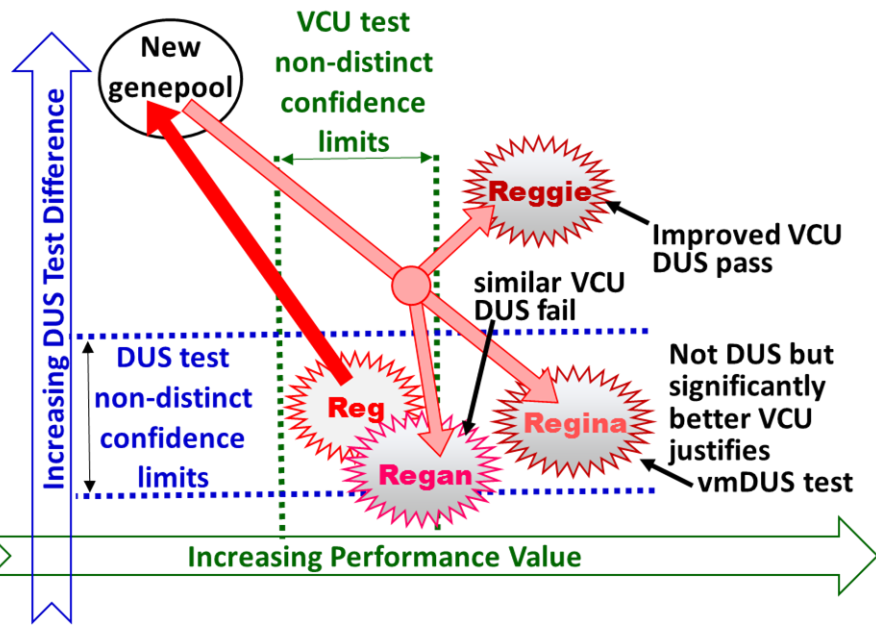 New
genepool
VCU test
non-distinct
confidence
limits
Increasing DUS Test Difference
Reggie
Improved VCU
DUS pass
similar VCU
DUS fail
DUS test
non-distinct
confidence
limits
Reg
Regan
Regina
Not DUS but
significantly
better VCU
justifies
vmDUS test
Increasing Performance Value